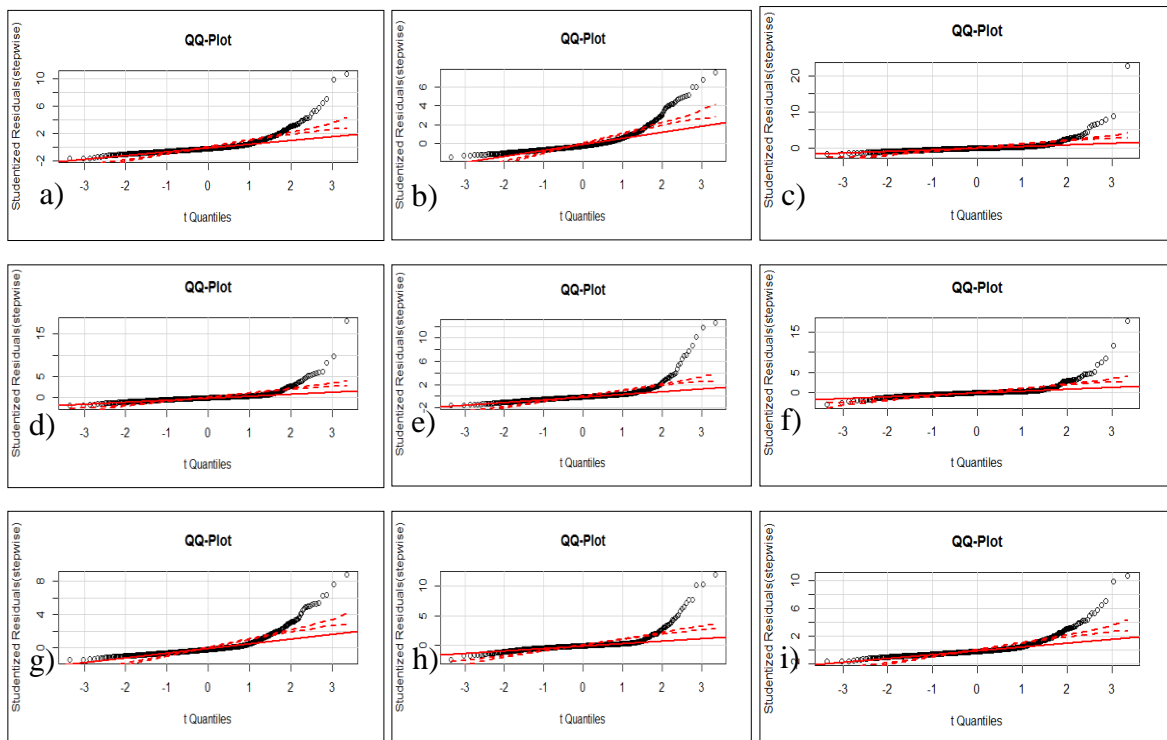 QQ-Plot
Studentized Residuals(stepwise)
10
6
2
-2
-3 -2 -1 0 1 2 3
t Quantiles
a)
QQ-Plot
Studentized Residuals(stepwise)
6
4
2
0
-3 -2 -1 0 1 2 3
t Quantiles
b)
QQ-Plot
Studentized Residuals(stepwise)
20
10
0
-3 -2 -1 0 1 2 3
t Quantiles
c)
QQ-Plot
Studentized Residuals(stepwise)
15
5
0
-3 -2 -1 0 1 2 3
t Quantiles
d)
QQ-Plot
Studentized Residuals(stepwise)
10
6
2
-2
-3 -2 -1 0 1 2 3
t Quantiles
e)
QQ-Plot
Studentized Residuals(stepwise)
15
5
0
-3 -2 -1 0 1 2 3
t Quantiles
f)
QQ-Plot
Studentized Residuals(stepwise)
8
4
0
-3 -2 -1 0 1 2 3
t Quantiles
g)
QQ-Plot
Studentized Residuals(stepwise)
10
5
0
-3 -2 -1 0 1 2 3
t Quantiles
h)
QQ-Plot
Studentized Residuals(stepwise)
10
6
2
-3 -2 -1 0 1 2 3
t Quantiles
i)